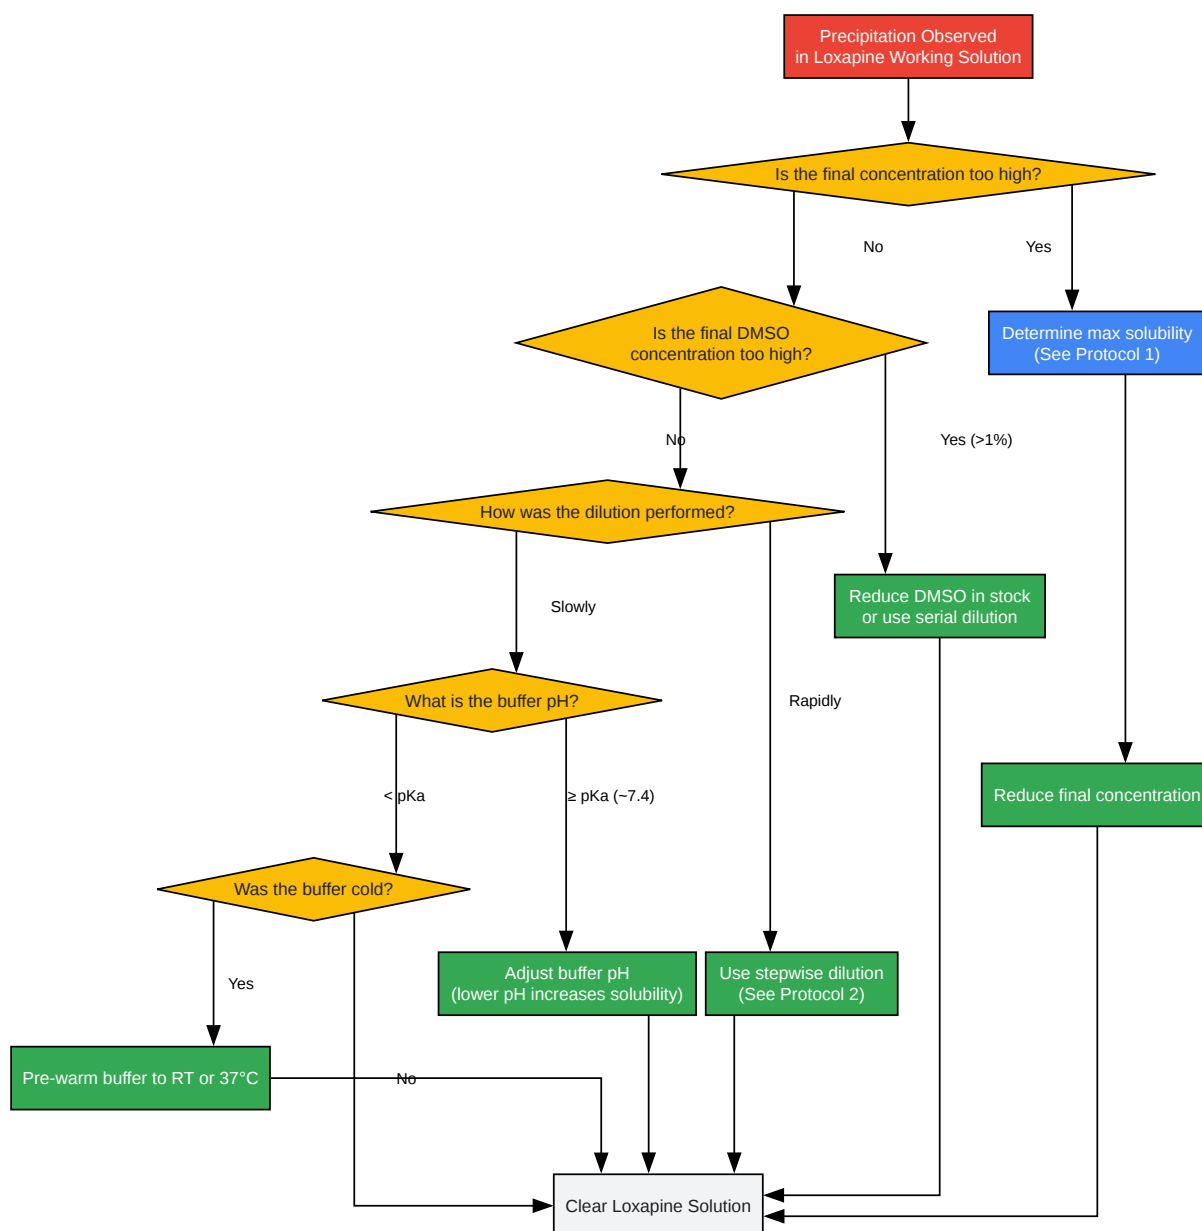 Precipitation Observed
in Loxapine Working Solution
Is the final concentration too high?
No
Yes
Is the final DMSO
concentration too high?
Determine max solubility
(See Protocol 1)
No
Yes (>1%)
How was the dilution performed?
Reduce DMSO in stock
or use serial dilution
Slowly
What is the buffer pH?
Rapidly
< pKa
≥ pKa (~7.4)
Reduce final concentration
Was the buffer cold?
Yes
Adjust buffer pH
(lower pH increases solubility)
Use stepwise dilution
(See Protocol 2)
Pre-warm buffer to RT or 37°C
No
Clear Loxapine Solution